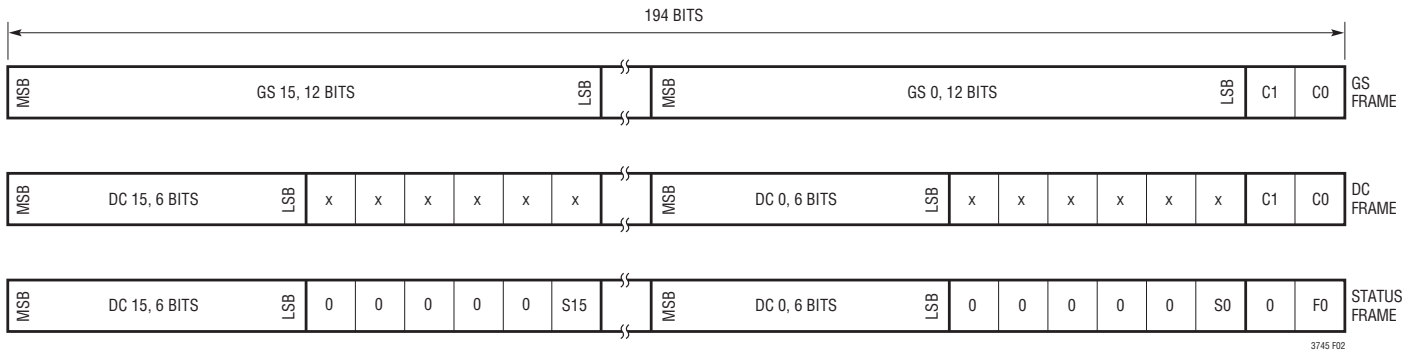 194 BITS
MSB GS 15, 12 BITS LSB MSB GS 0, 12 BITS LSB C1 C0 GS FRAME
MSB DC 15, 6 BITS LSB x x x x x x MSB DC 0, 6 BITS LSB x x x x x x C1 C0 DC FRAME
MSB DC 15, 6 BITS LSB 0 0 0 0 0 S15 MSB DC 0, 6 BITS LSB 0 0 0 0 0 S0 0 F0 STATUS FRAME
3745 F02